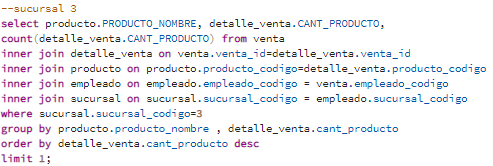 --sucursal 3
select producto.PRODUCTO_NOMBRE, detalle_venta.CANT_PRODUCTO,
count(detalle_venta.CANT_PRODUCTO) from venta
inner join detalle_venta on venta.venta_id=detalle_venta.venta_id
inner join producto on producto.producto_codigo=detalle_venta.producto_codigo
inner join empleado on empleado.empleado_codigo = venta.empleado_codigo
inner join sucursal on sucursal.sucursal_codigo = empleado.sucursal_codigo
where sucursal.sucursal_codigo=3
group by producto.producto_nombre , detalle_venta.cant_producto
order by detalle_venta.cant_producto desc
limit 1;